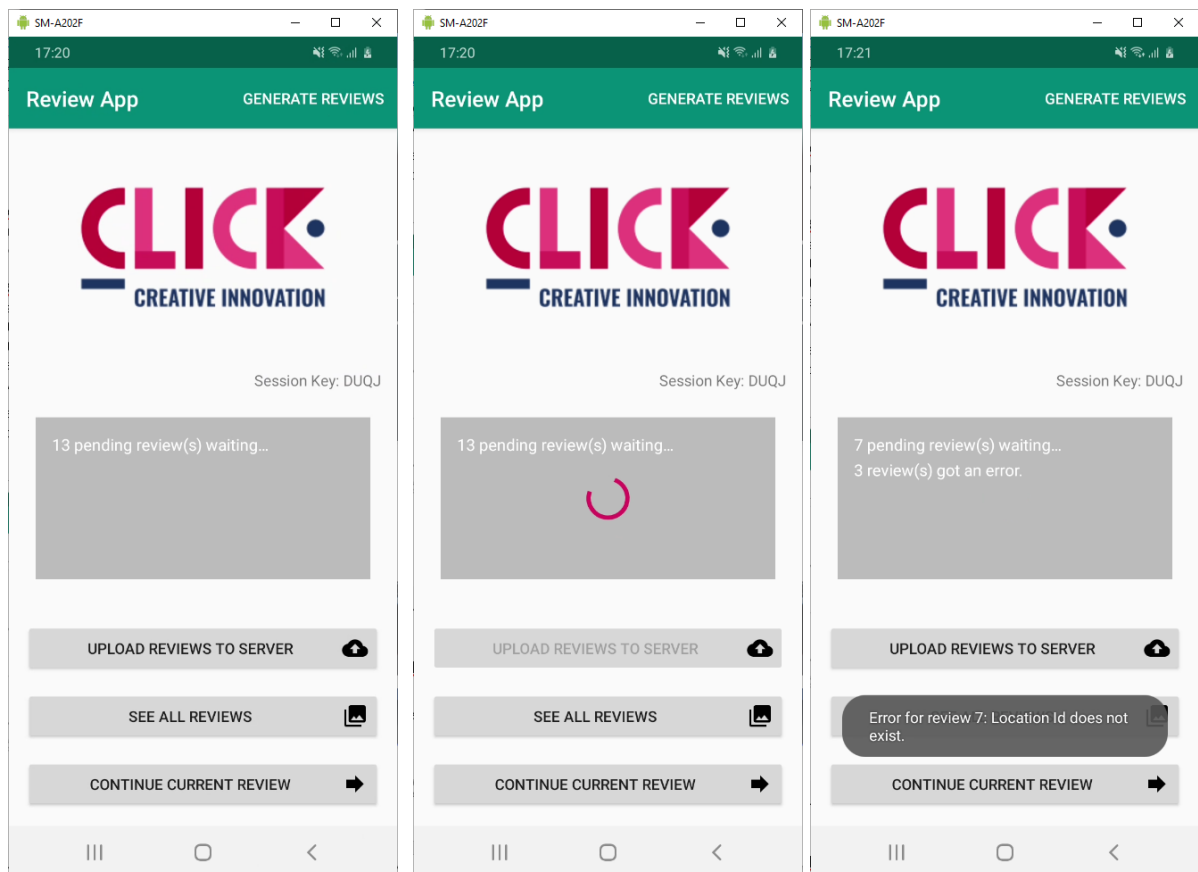 SM-A202F
17:20
Review App GENERATE REVIEWS
CLICK
CREATIVE INNOVATION
Session Key: DUQJ
13 pending review(s) waiting...
UPLOAD REVIEWS TO SERVER
SEE ALL REVIEWS
CONTINUE CURRENT REVIEW
SM-A202F
17:20
Review App GENERATE REVIEWS
CLICK
CREATIVE INNOVATION
Session Key: DUQJ
13 pending review(s) waiting...
UPLOAD REVIEWS TO SERVER
SEE ALL REVIEWS
CONTINUE CURRENT REVIEW
SM-A202F
17:21
Review App GENERATE REVIEWS
CLICK
CREATIVE INNOVATION
Session Key: DUQJ
7 pending review(s) waiting...
3 review(s) got an error.
UPLOAD REVIEWS TO SERVER
Error for review 7: Location Id does not
exist.
CONTINUE CURRENT REVIEW